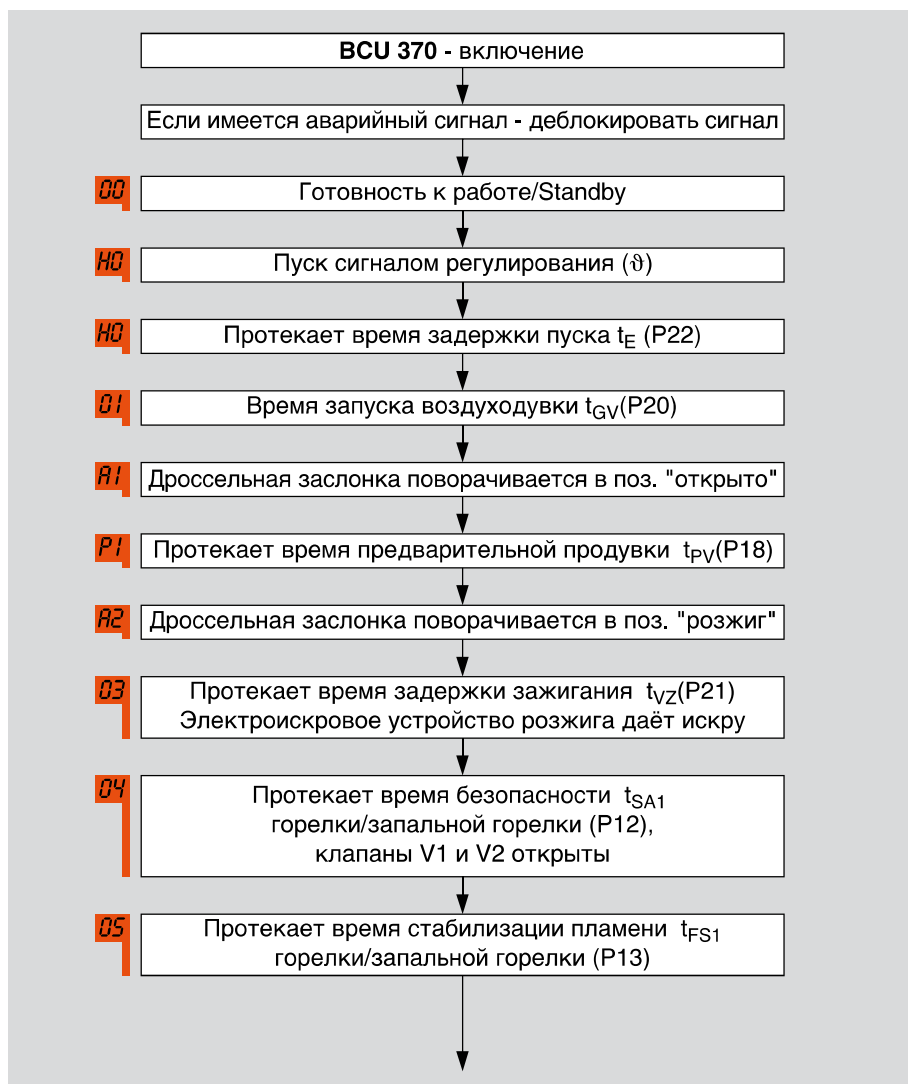 BCU 370 - включение
Если имеется аварийный сигнал - деблокировать сигнал
00 Готовность к работе/Standby
H0 Пуск сигналом регулирования (ϑ)
H0 Протекает время задержки пуска tE (P22)
01 Время запуска воздуходувки tGV(P20)
A1 Дроссельная заслонка поворачивается в поз. "открыто"
P1 Протекает время предварительной продувки tPV(P18)
A2 Дроссельная заслонка поворачивается в поз. "розжиг"
03 Протекает время задержки зажигания tVZ(P21)
Электроискровое устройство розжига даёт искру
04 Протекает время безопасности tSA1
горелки/запальной горелки (P12),
клапаны V1 и V2 открыты
05 Протекает время стабилизации пламени tFS1
горелки/запальной горелки (P13)